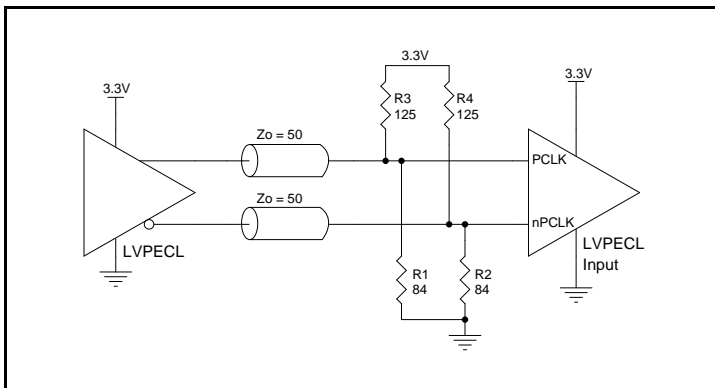 3.3V
3.3V
3.3V
R3
125
R4
125
Zo = 50
PCLK
Zo = 50
nPCLK
LVPECL
LVPECL
Input
R1
84
R2
84